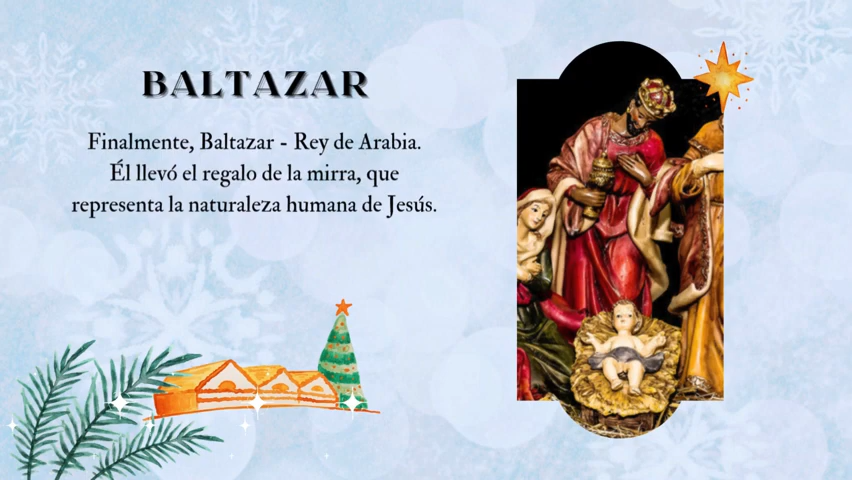 BALTAZAR
Finalmente, Baltazar - Rey de Arabia.
Él llevó el regalo de la mirra, que
representa la naturaleza humana de Jesús.